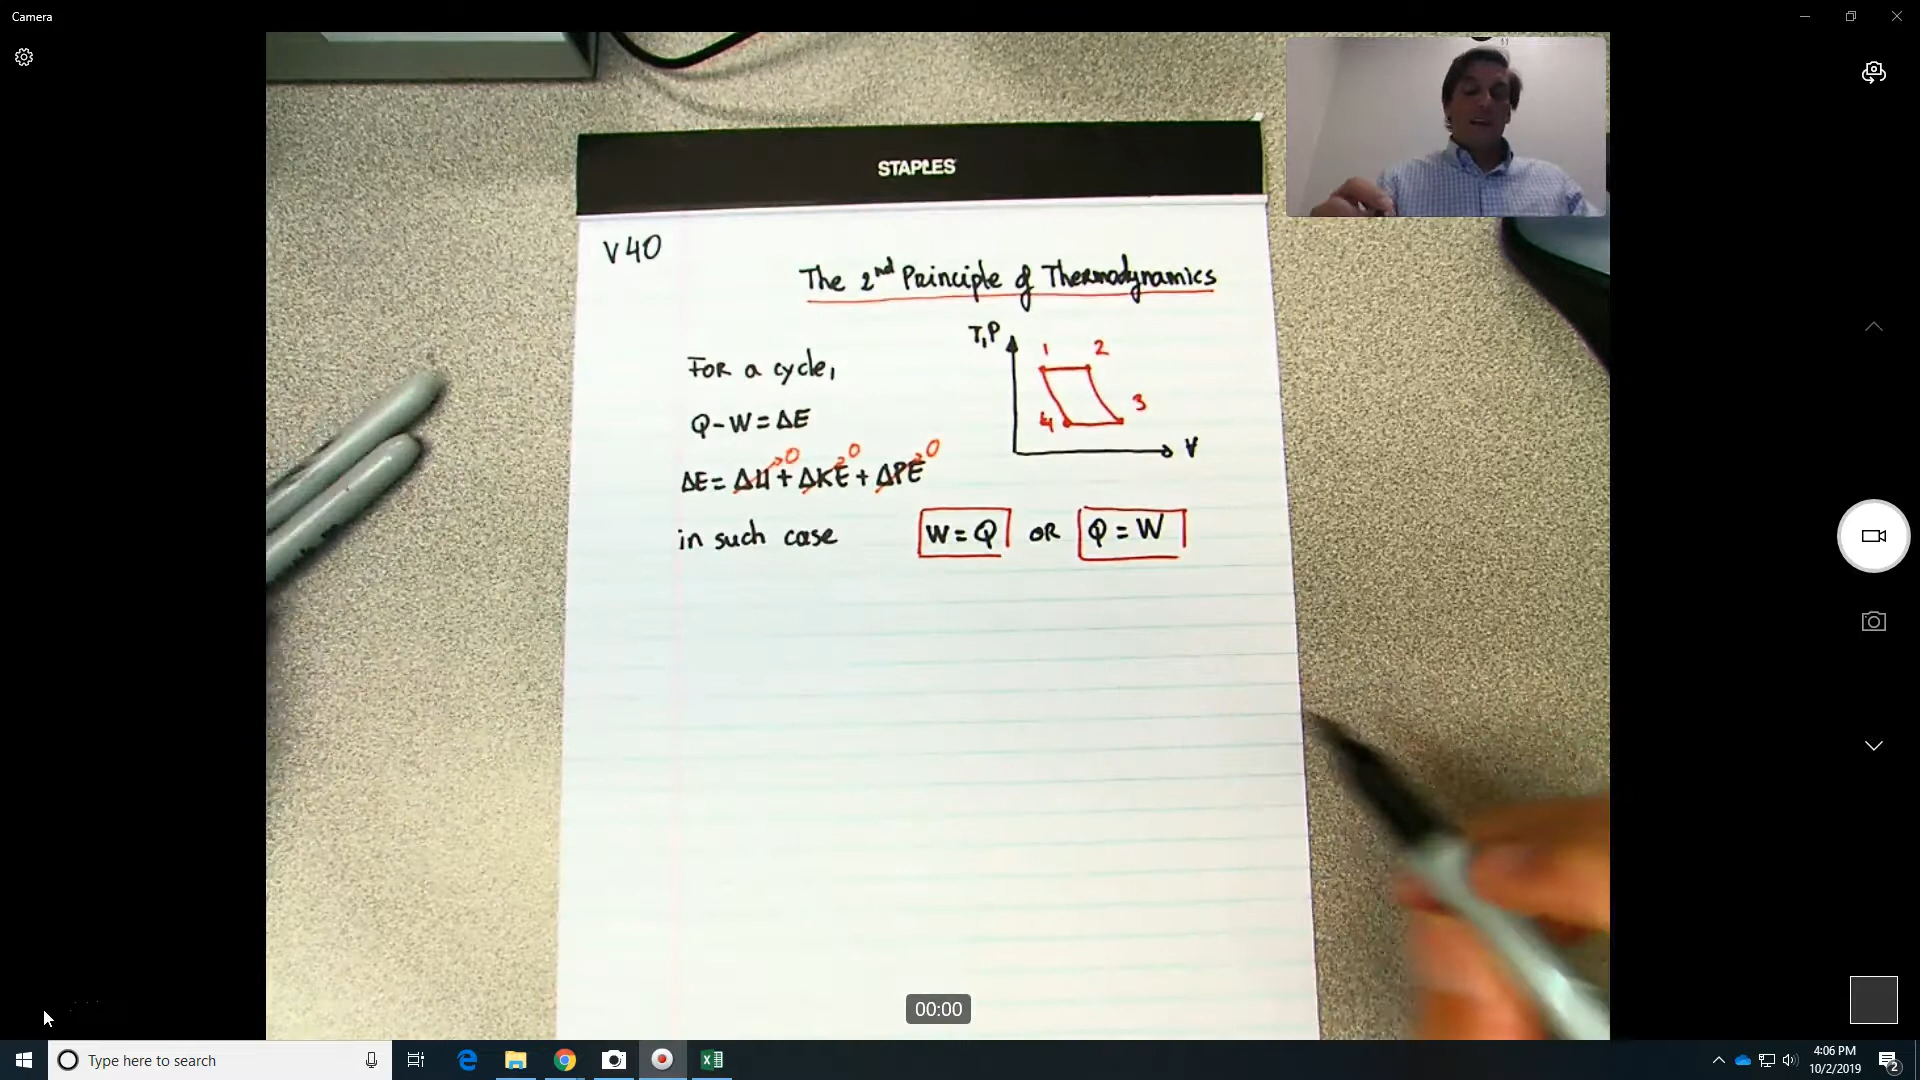 Camera
STAPLES
V40
The 2nd Principle of Thermodynamics
T,P
1 2
For a cycle,
3
4
Q-W=ΔE
V
0 0 0
ΔE= ΔU + ΔKE + ΔPE
in such case W=Q OR Q=W
00:00
Type here to search
4:06 PM
10/2/2019
2